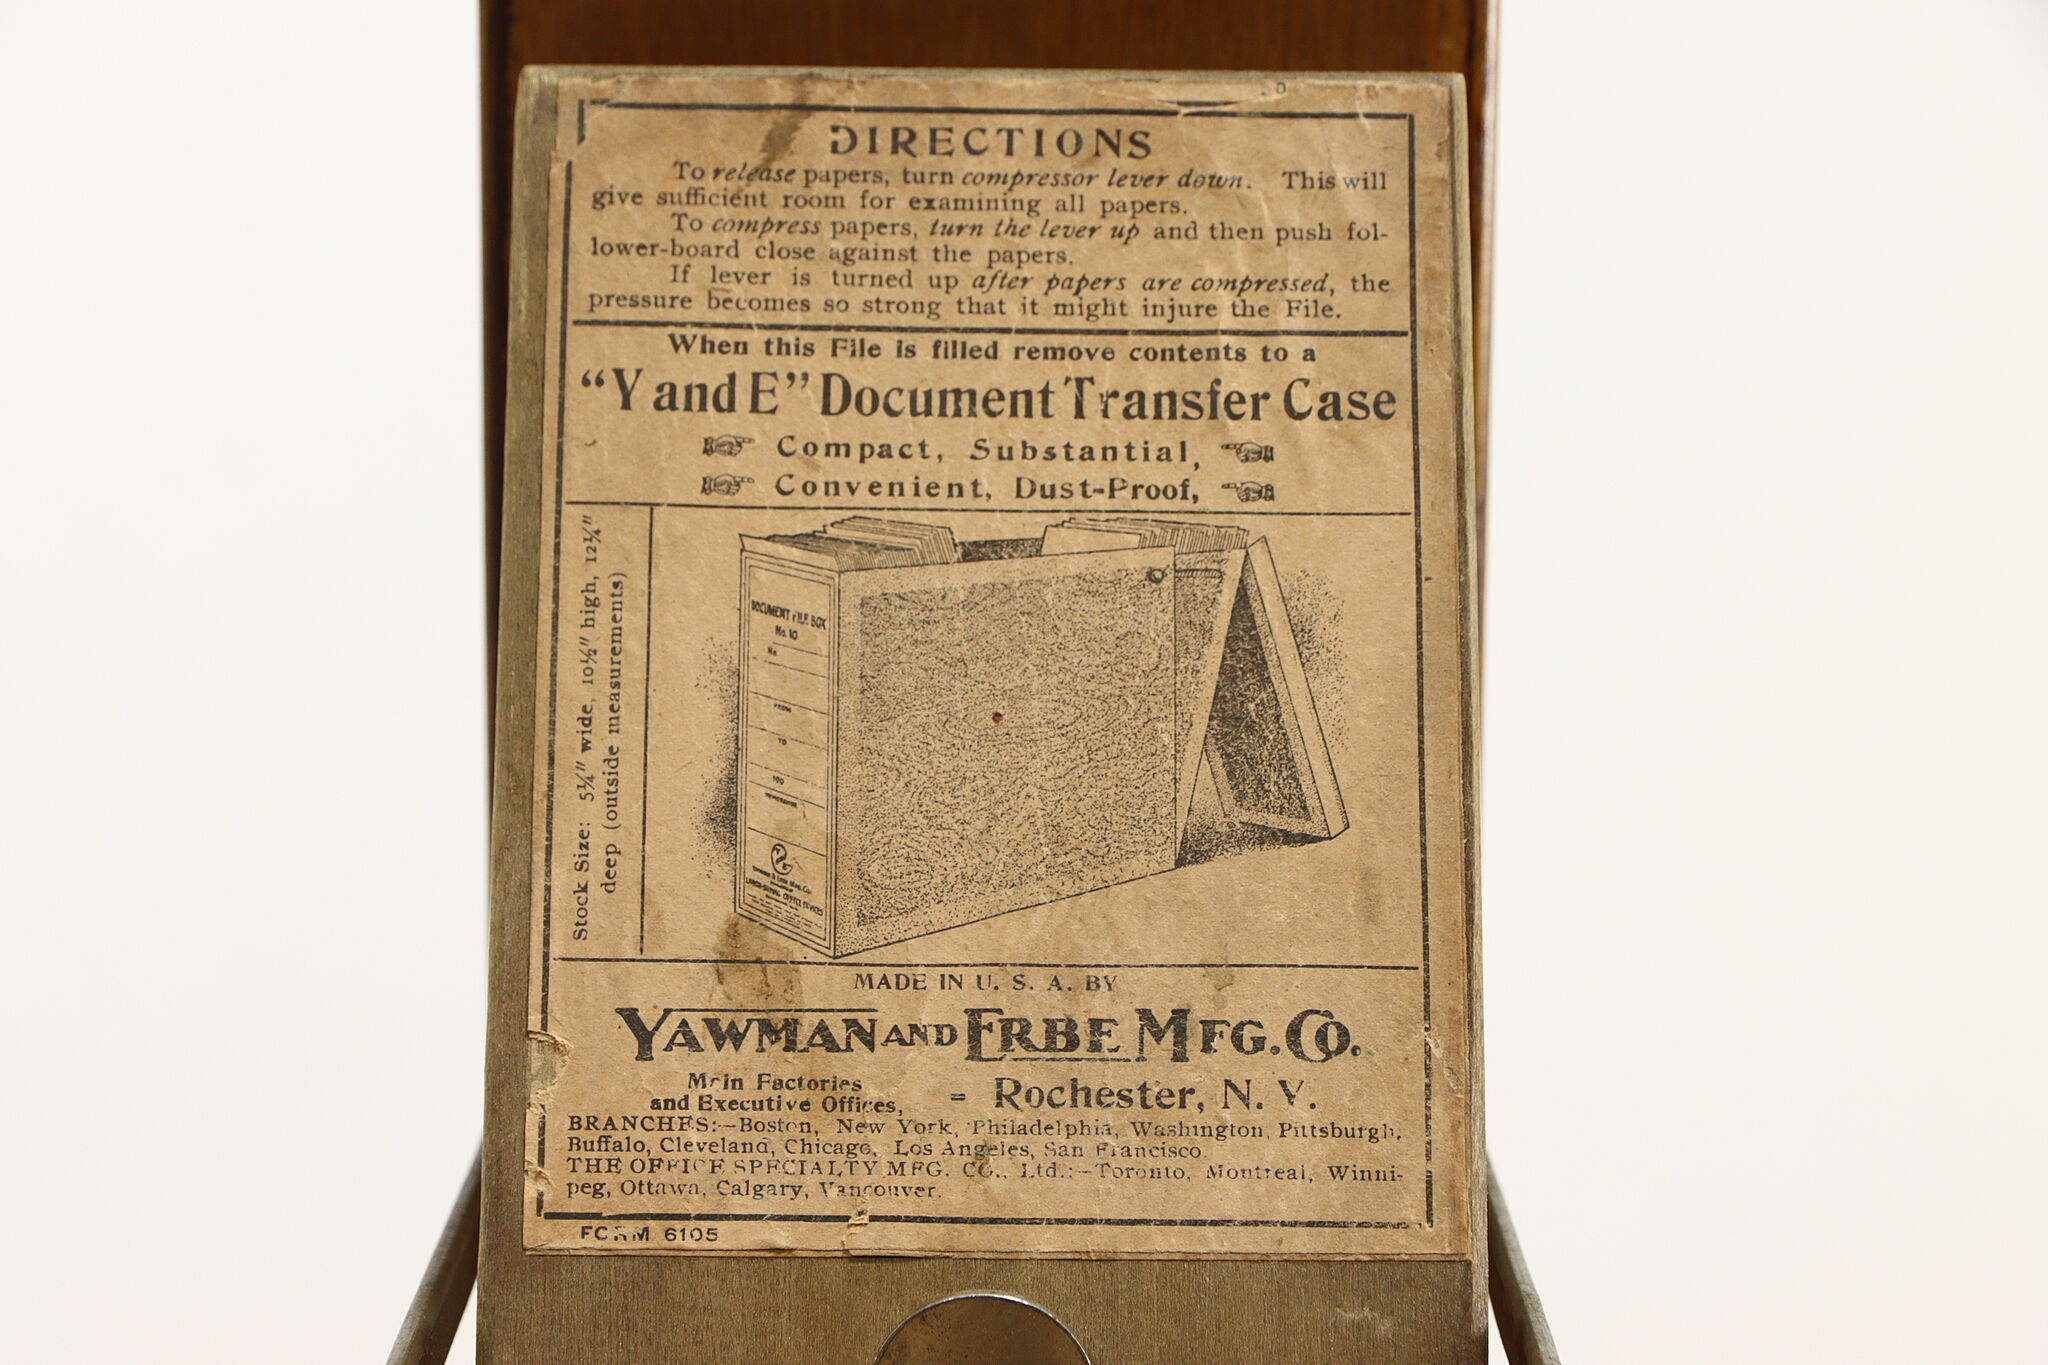 DIRECTIONS
To release papers, turn compressor lever down. This will
give sufficient room for examining all papers.
To compress papers, turn the lever up and then push fol-
lower-board close against the papers.
If lever is turned up after papers are compressed, the
pressure becomes so strong that it might injure the File.
When this File is filled remove contents to a
“Y and E” Document Transfer Case
Compact, Substantial,
Convenient, Dust-Proof,
Stock Size: 5¼″ wide, 10½″ high, 12¼″
deep (outside measurements)
DOCUMENT FILE BOX
No. 10
No.
FROM
TO
MADE IN U. S. A. BY
YAWMAN AND ERBE MFG. CO.
Main Factories
and Executive Offices, = Rochester, N. Y.
BRANCHES:—Boston, New York, Philadelphia, Washington, Pittsburgh,
Buffalo, Cleveland, Chicago, Los Angeles, San Francisco.
THE OFFICE SPECIALTY MFG. CO., Ltd.:—Toronto, Montreal, Winni-
peg, Ottawa, Calgary, Vancouver.
FORM 6105